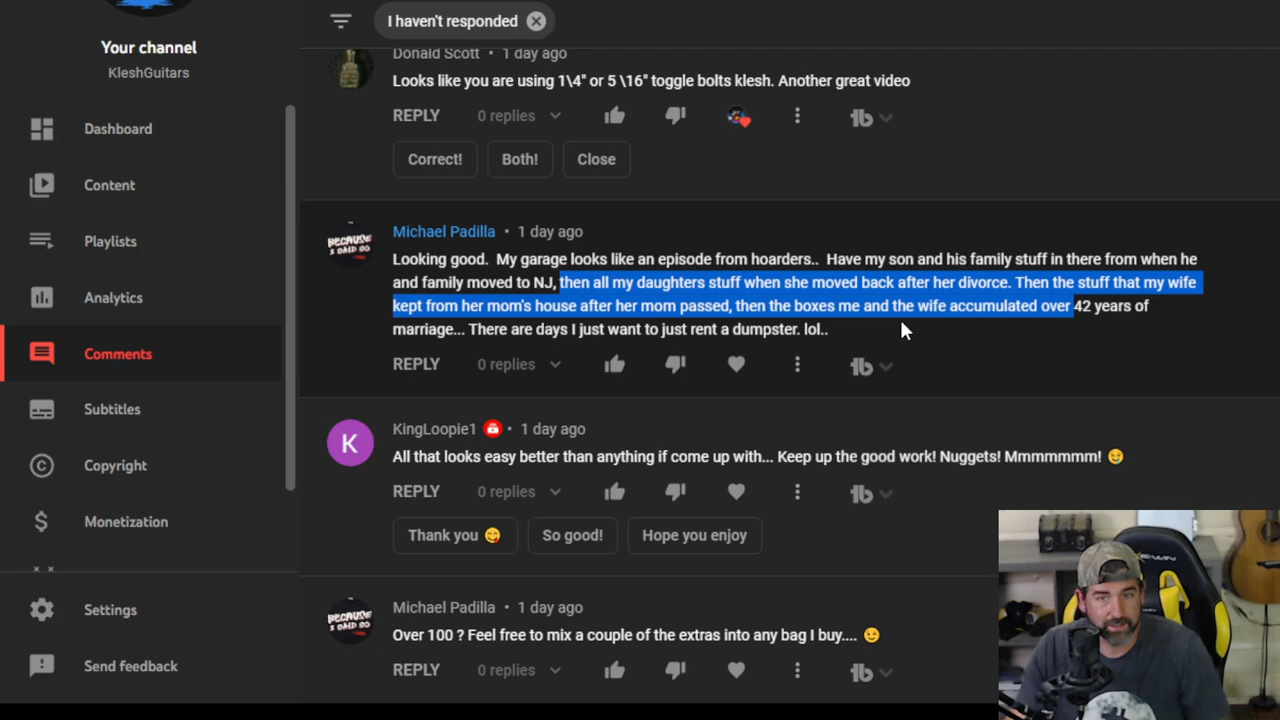 I haven't responded
Your channel
KleshGuitars
Dashboard
Content
Playlists
Analytics
Comments
Subtitles
Copyright
Monetization
Settings
Send feedback
Donald Scott • 1 day ago
Looks like you are using 1\4" or 5 \16" toggle bolts klesh. Another great video
REPLY 0 replies
Correct! Both! Close
BECAUSE I SAID SO
Michael Padilla • 1 day ago
Looking good. My garage looks like an episode from hoarders.. Have my son and his family stuff in there from when he
and family moved to NJ, then all my daughters stuff when she moved back after her divorce. Then the stuff that my wife
kept from her mom's house after her mom passed, then the boxes me and the wife accumulated over 42 years of
marriage... There are days I just want to just rent a dumpster. lol..
REPLY 0 replies
K
KingLoopie1 • 1 day ago
All that looks easy better than anything if come up with... Keep up the good work! Nuggets! Mmmmmmm! 😉
REPLY 0 replies
Thank you 😋 So good! Hope you enjoy
BECAUSE I SAID SO
Michael Padilla • 1 day ago
Over 100 ? Feel free to mix a couple of the extras into any bag I buy.... 😉
REPLY 0 replies